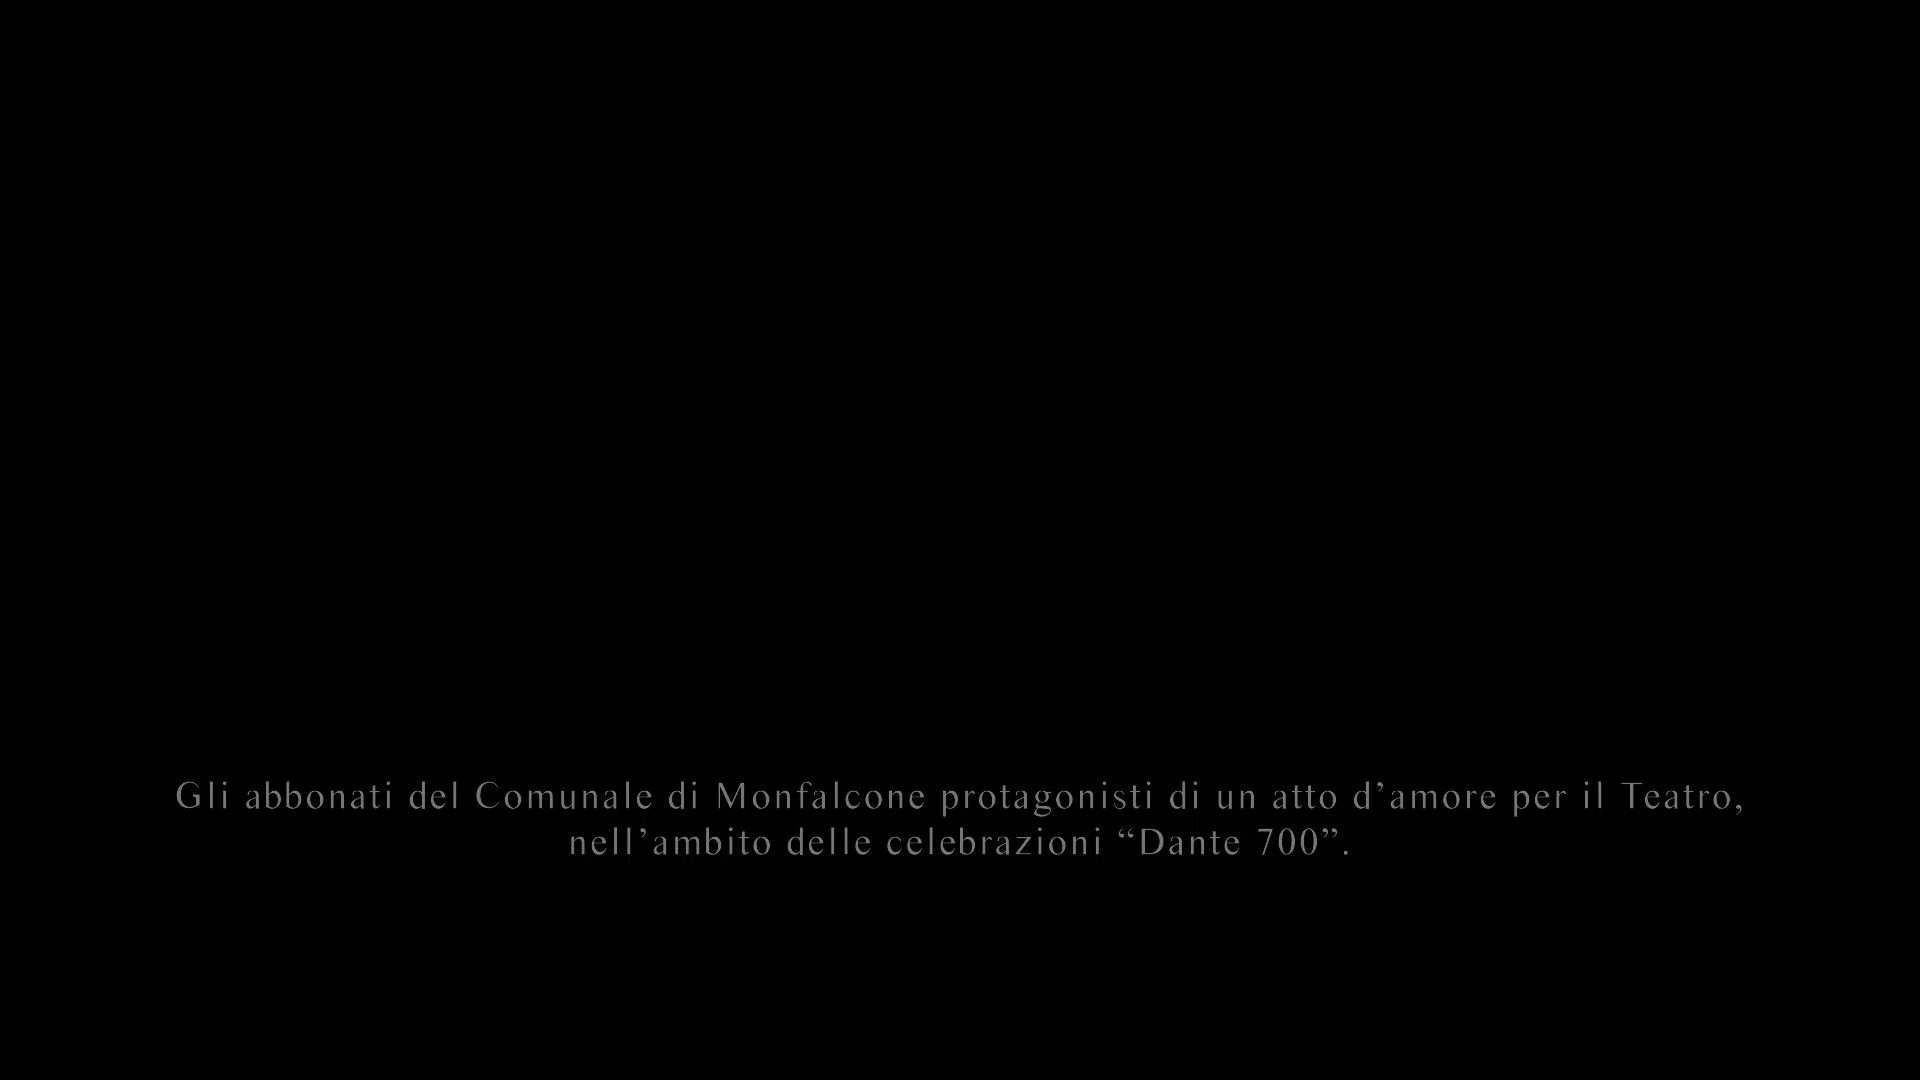 Gli abbonati del Comunale di Monfalcone protagonisti di un atto d’amore per il Teatro,
nell’ambito delle celebrazioni “Dante 700”.